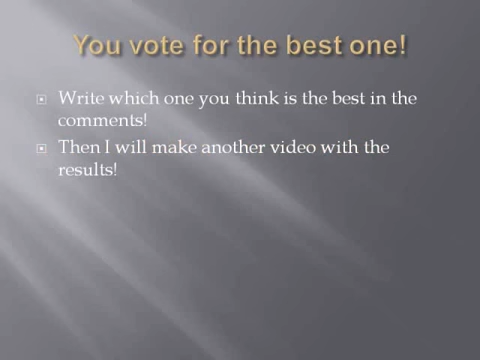 You vote for the best one!
Write which one you think is the best in the
comments!
Then I will make another video with the
results!